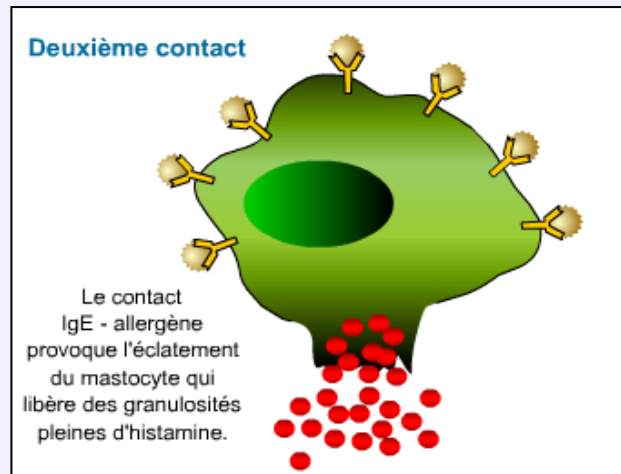 Deuxième contact
Le contact
IgE - allergène
provoque l'éclatement
du mastocyte qui
libère des granulosités
pleines d'histamine.